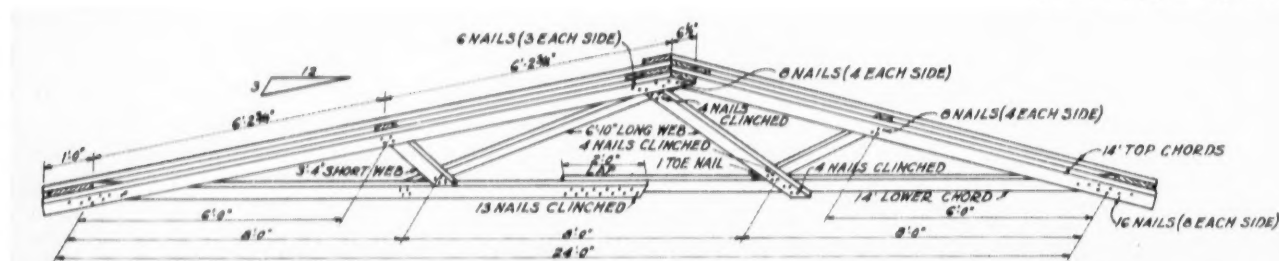 6 NAILS (3 EACH SIDE)
6½"
12
3
6'-2¾"
8 NAILS (4 EACH SIDE)
4 NAILS
CLINCHED
8 NAILS (4 EACH SIDE)
6'-2¾"
6'-10" LONG WEB
4 NAILS CLINCHED
1'-0"
3'-4" SHORT WEB
2'-0"
LAP
1 TOE NAIL
4 NAILS CLINCHED
14' TOP CHORDS
13 NAILS CLINCHED
14' LOWER CHORD
6'-0"
6'-0"
16 NAILS (8 EACH SIDE)
8'-0"
8'-0"
8'-0"
24'-0"